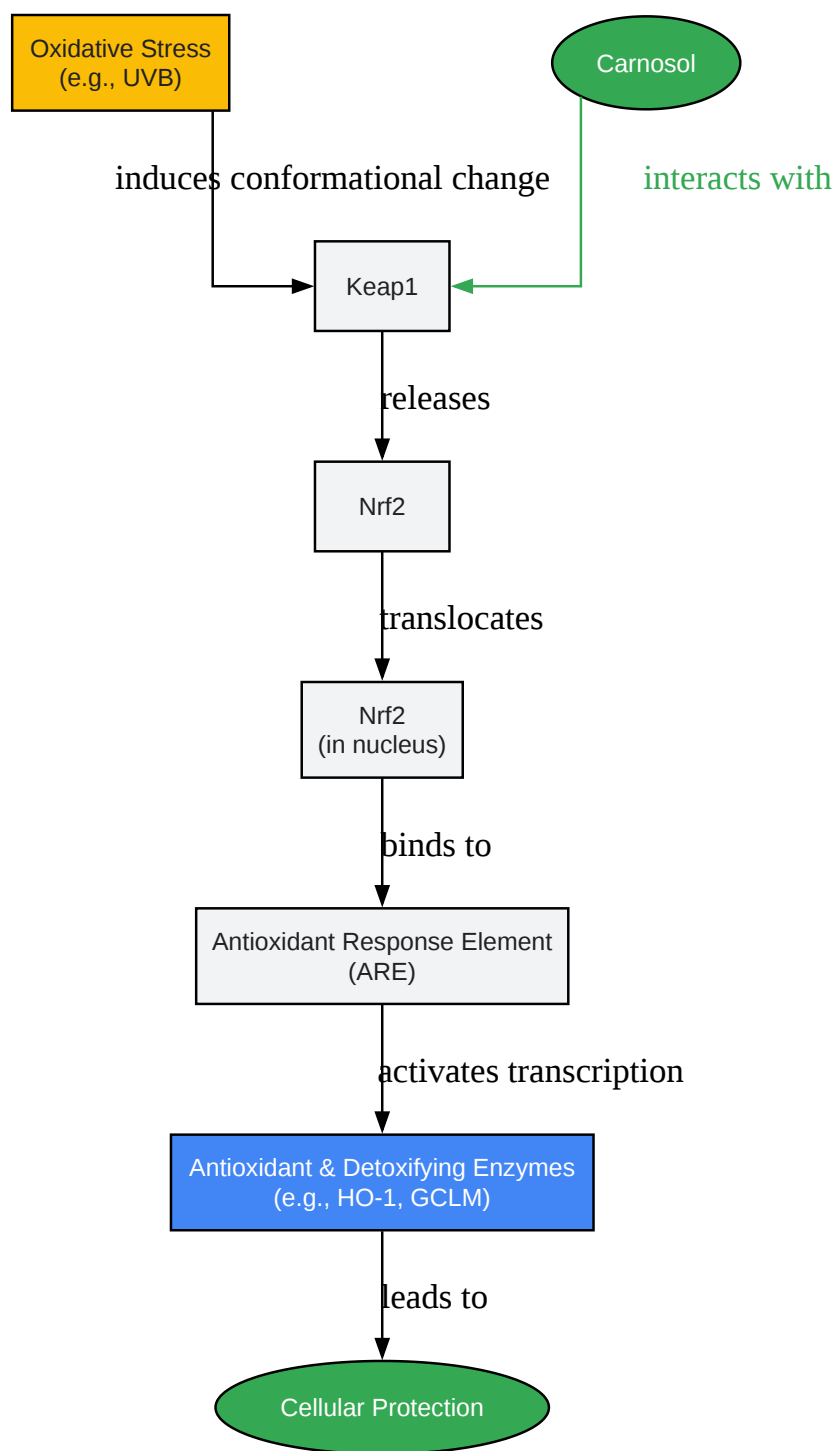 Oxidative Stress
(e.g., UVB)
Carnosol
induces conformational change
interacts with
Keap1
releases
Nrf2
translocates
Nrf2
(in nucleus)
binds to
Antioxidant Response Element
(ARE)
activates transcription
Antioxidant & Detoxifying Enzymes
(e.g., HO-1, GCLM)
leads to
Cellular Protection